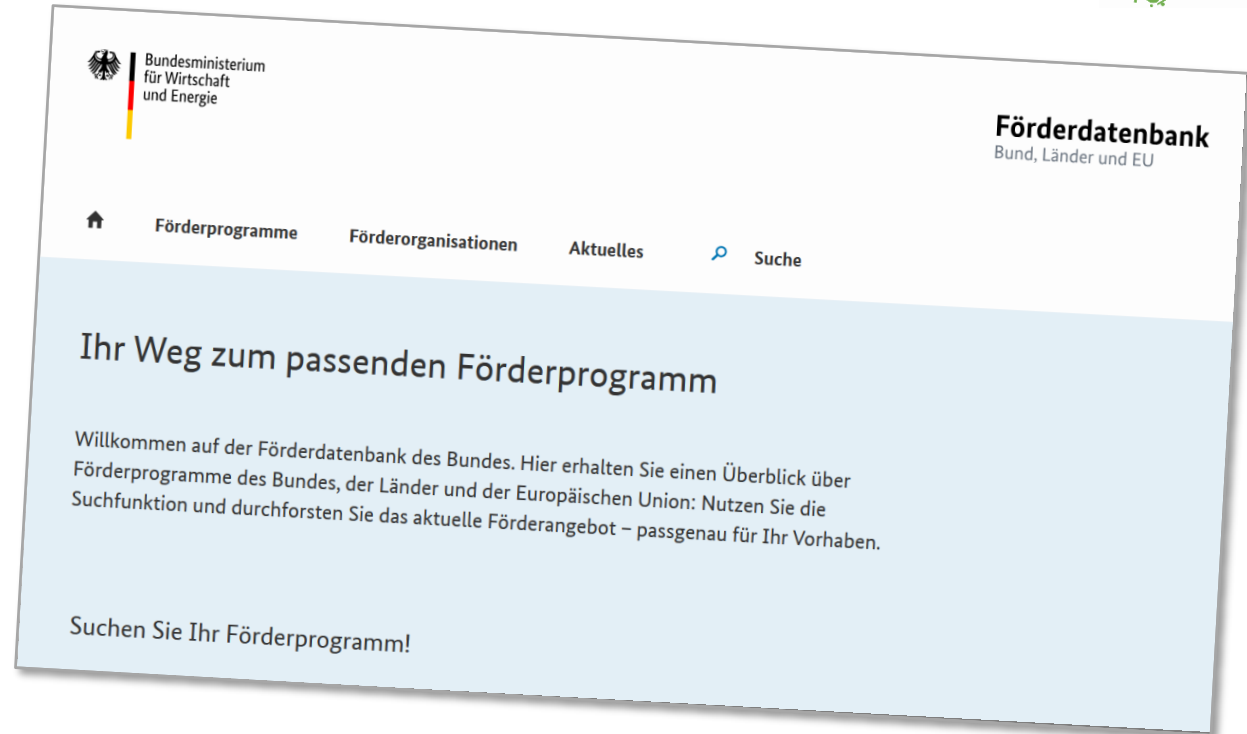 Bundesministerium
für Wirtschaft
und Energie
Förderdatenbank
Bund, Länder und EU
Förderprogramme
Förderorganisationen
Aktuelles
Suche
Ihr Weg zum passenden Förderprogramm
Willkommen auf der Förderdatenbank des Bundes. Hier erhalten Sie einen Überblick über
Förderprogramme des Bundes, der Länder und der Europäischen Union: Nutzen Sie die
Suchfunktion und durchforsten Sie das aktuelle Förderangebot – passgenau für Ihr Vorhaben.
Suchen Sie Ihr Förderprogramm!